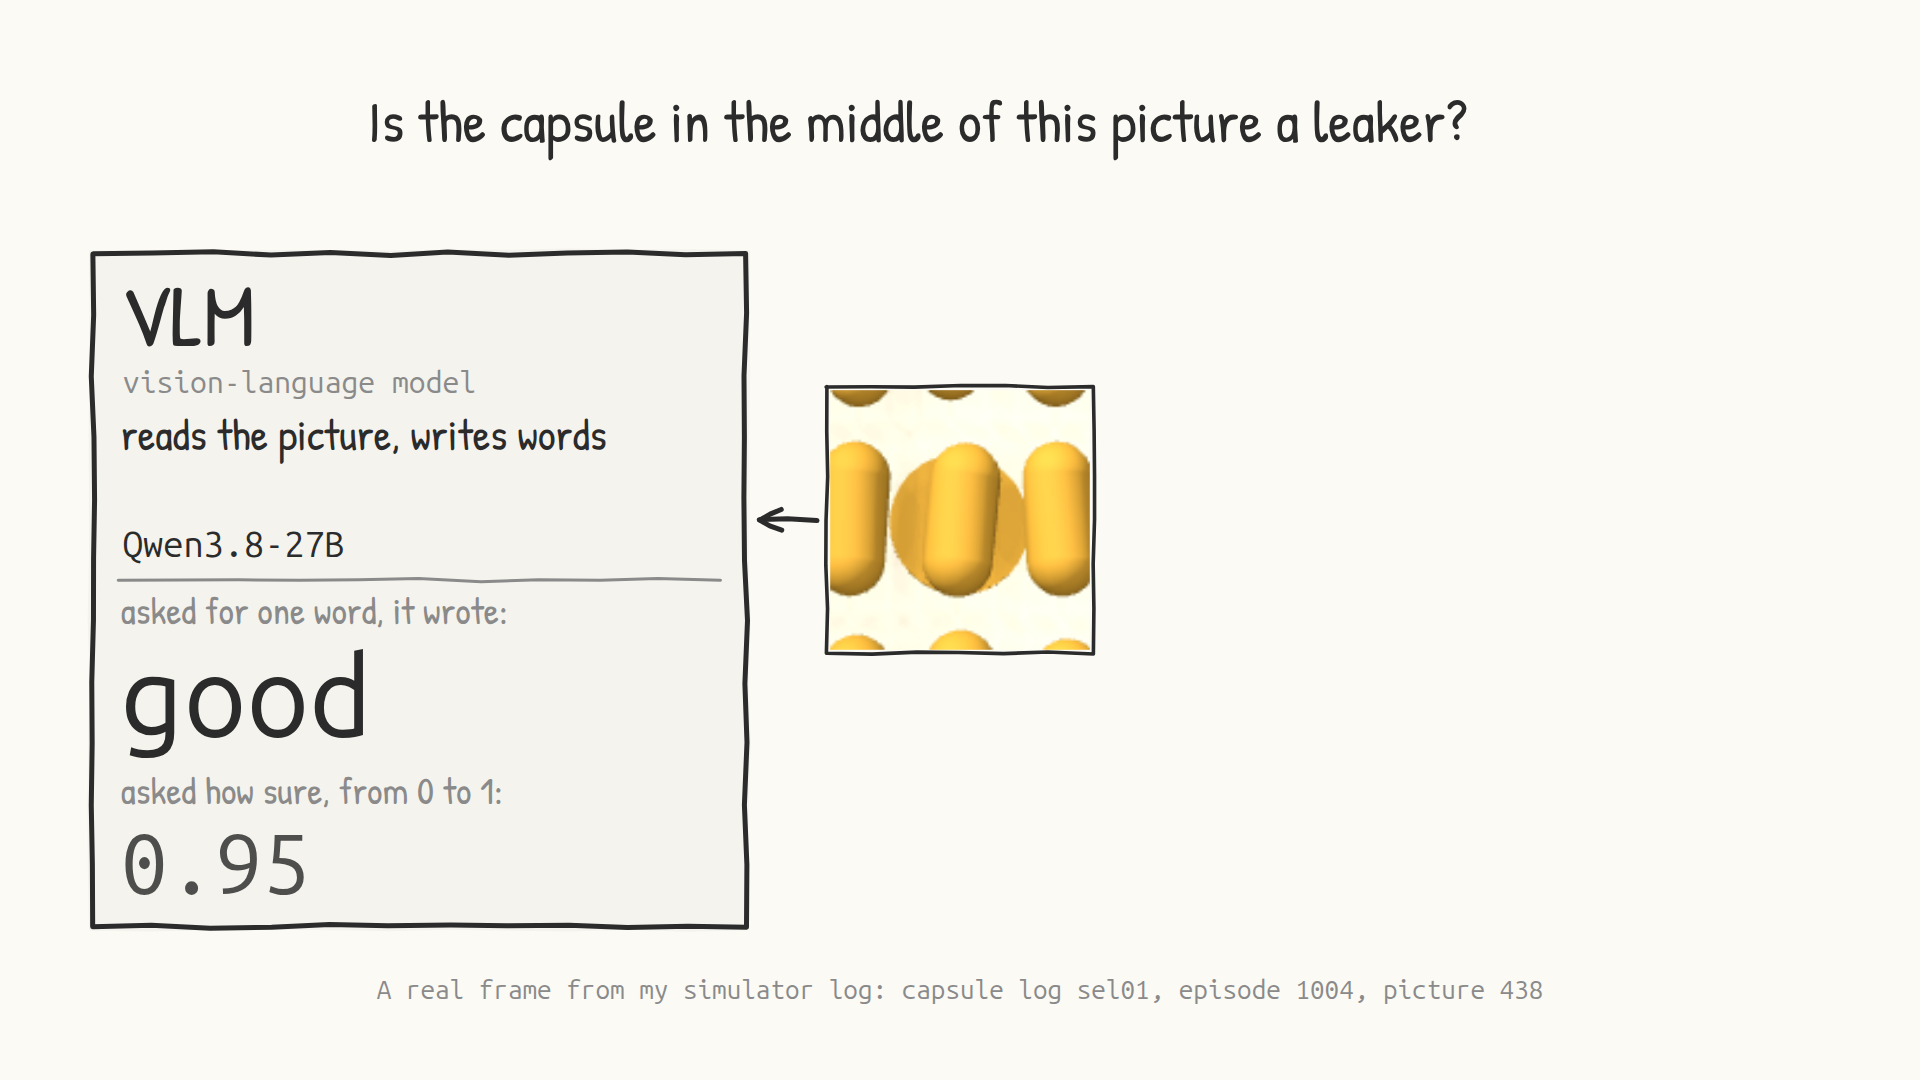 Is the capsule in the middle of this picture a leaker?
VLM
vision-language model
reads the picture, writes words
Qwen3.8-27B
asked for one word, it wrote:
good
asked how sure, from 0 to 1:
0.95
A real frame from my simulator log: capsule log sel01, episode 1004, picture 438